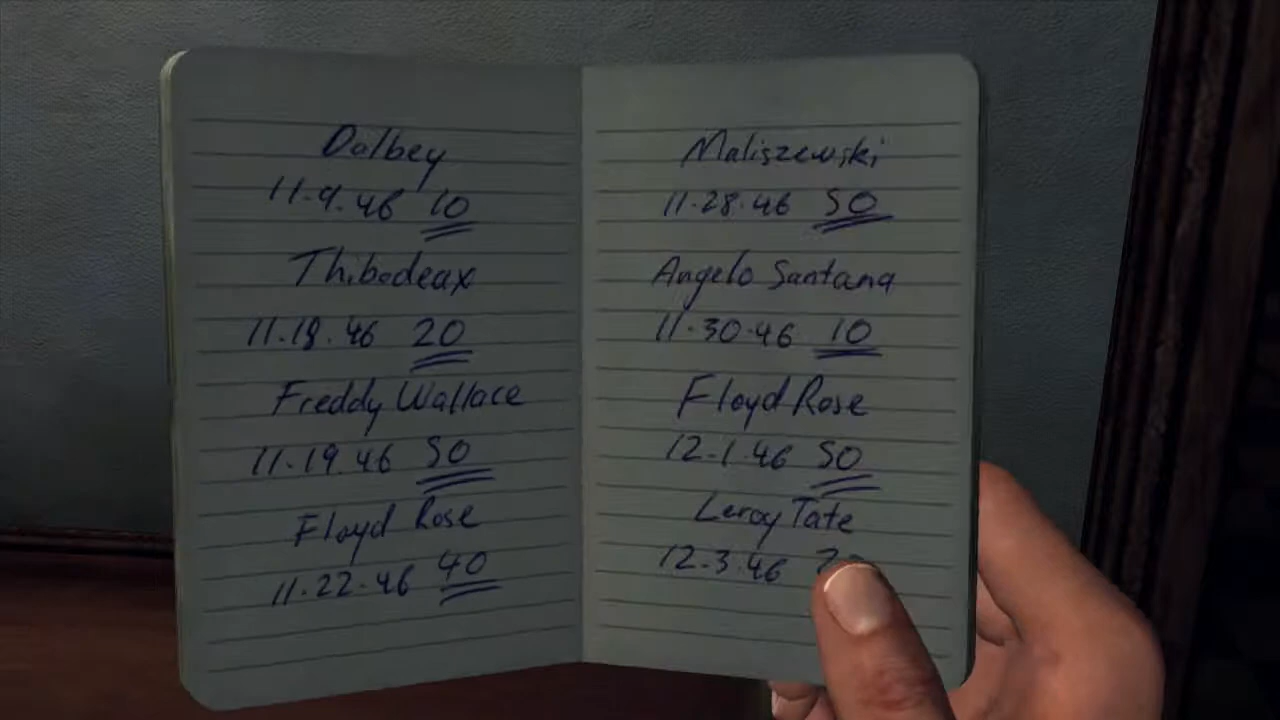 Dalbey
11.9.46 10
Thibodeax
11.18.46 20
Freddy Wallace
11.19.46 50
Floyd Rose
11.22.46 40
Maliszewski
11.28.46 50
Angelo Santana
11.30.46 10
Floyd Rose
12.1.46 50
Leroy Tate
12.3.46